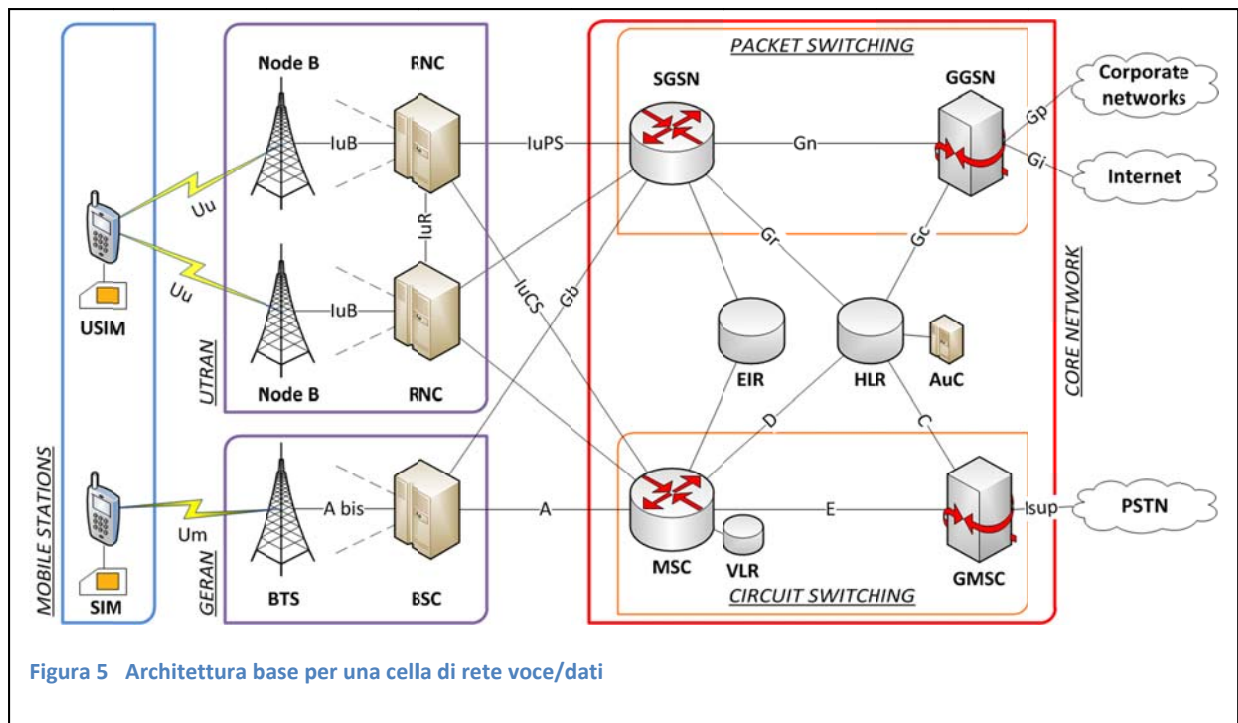 PACKET SWITCHING
Node B
RNC
SGSN
GGSN
Corporate
networks
Gp
IuB
IuPS
Gn
Gi
Internet
Uu
IuR
Gr
Gc
Uu
IuCS
Gb
IuB
USIM
EIR
HLR
AuC
CORE NETWORK
UTRAN
Node B
RNC
D
C
MOBILE STATIONS
A bis
A
E
Isup
PSTN
Um
MSC
VLR
GMSC
SIM
GERAN
BTS
BSC
CIRCUIT SWITCHING
Figura 5 Architettura base per una cella di rete voce/dati